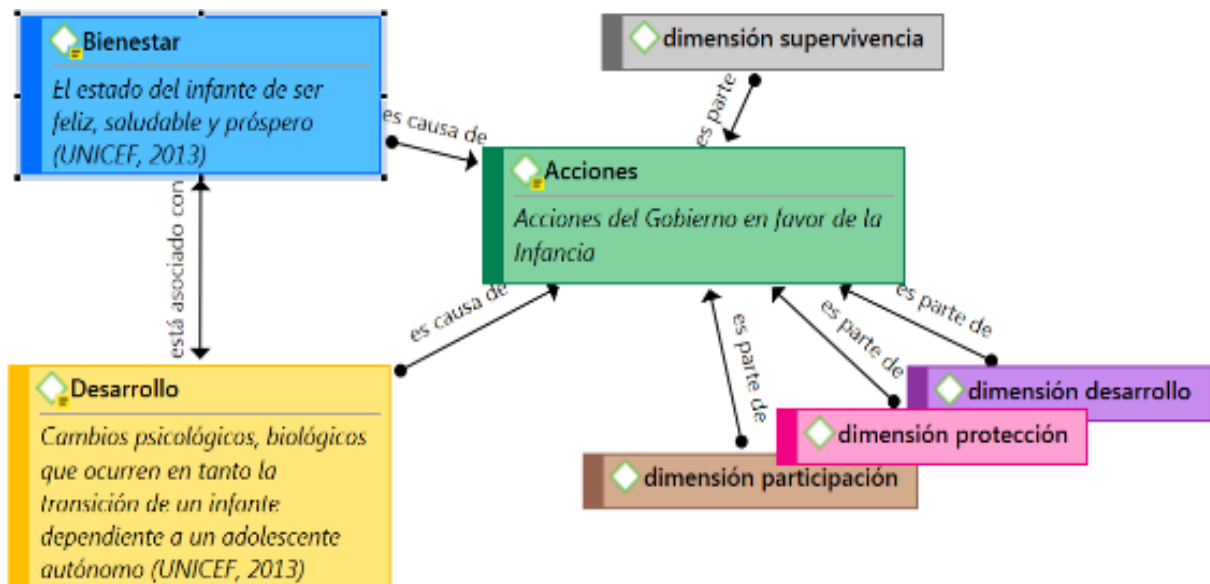 Bienestar
El estado del infante de ser
feliz, saludable y próspero
(UNICEF, 2013)
dimensión supervivencia
es causa de
es parte
Acciones
Acciones del Gobierno en favor de la
Infancia
está asociado con
es causa de
es parte de
es parte de
es parte de
Desarrollo
Cambios psicológicos, biológicos
que ocurren en tanto la
transición de un infante
dependiente a un adolescente
autónomo (UNICEF, 2013)
dimensión desarrollo
dimensión protección
dimensión participación